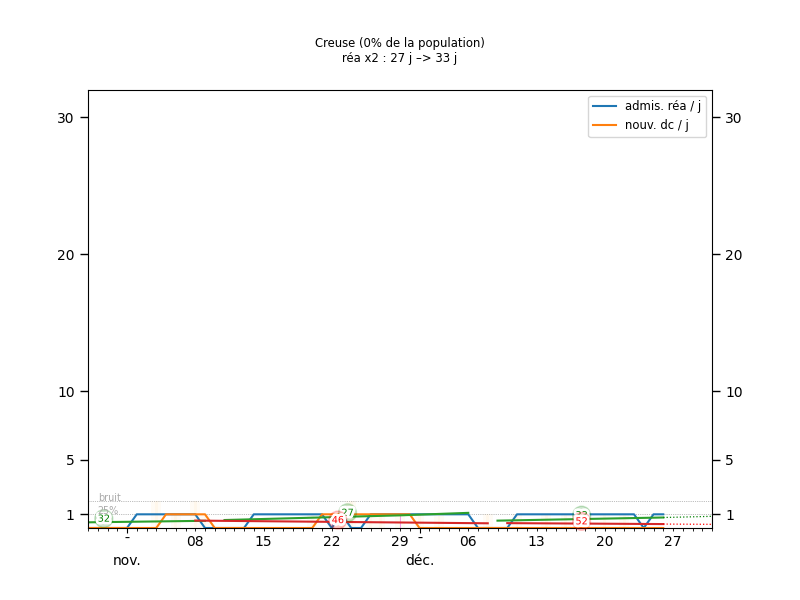 Creuse (0% de la population)
réa x2 : 27 j –> 33 j
admis. réa / j
nouv. dc / j
30 30
20 20
10 10
5 5
bruit
25%
1 32 46 27 33 52 1
- 08 15 22 29 - 06 13 20 27
nov. déc.